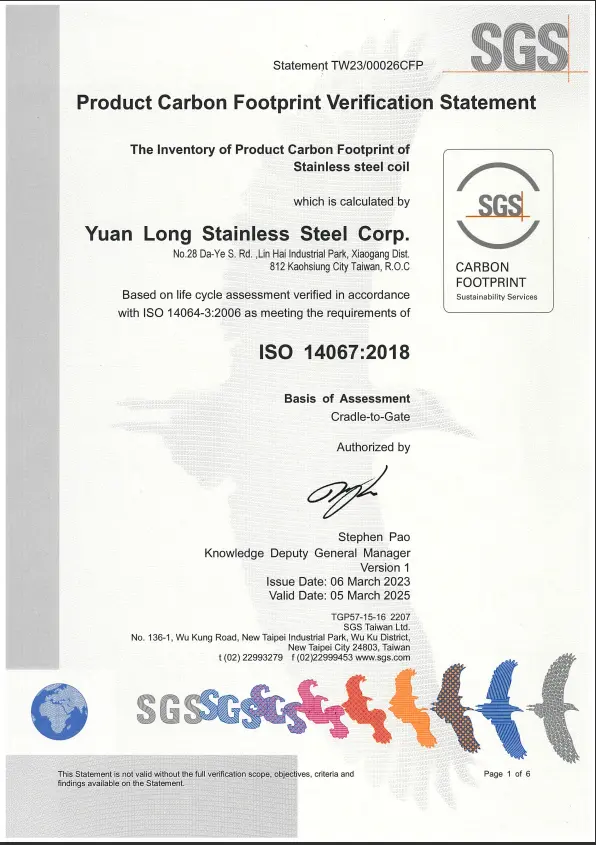 SGS
Statement TW23/00026CFP
Product Carbon Footprint Verification Statement
The Inventory of Product Carbon Footprint of
Stainless steel coil
which is calculated by
Yuan Long Stainless Steel Corp.
No.28 Da-Ye S. Rd. ,Lin Hai Industrial Park, Xiaogang Dist.
812 Kaohsiung City Taiwan, R.O.C
Based on life cycle assessment verified in accordance
with ISO 14064-3:2006 as meeting the requirements of
SGS
CARBON
FOOTPRINT
Sustainability Services
ISO 14067:2018
Basis of Assessment
Cradle-to-Gate
Authorized by
Stephen Pao
Knowledge Deputy General Manager
Version 1
Issue Date: 06 March 2023
Valid Date: 05 March 2025
TGP57-15-16 2207
SGS Taiwan Ltd.
No. 136-1, Wu Kung Road, New Taipei Industrial Park, Wu Ku District,
New Taipei City 24803, Taiwan
t (02) 22993279 f (02)22999453 www.sgs.com
SGS SGS SGS
This Statement is not valid without the full verification scope, objectives, criteria and
findings available on the Statement.
Page 1 of 6